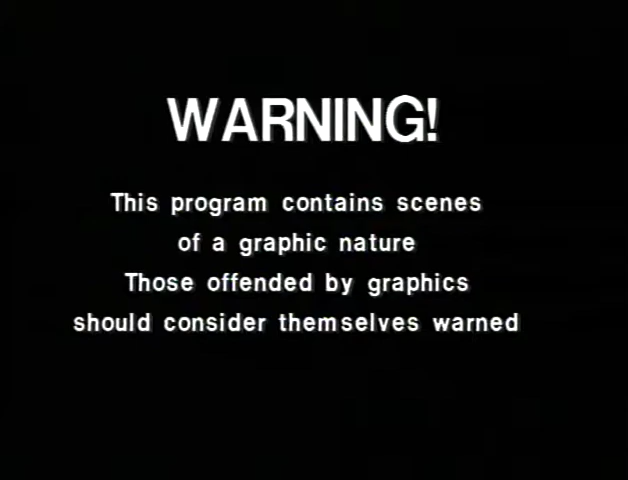 WARNING!
This program contains scenes
of a graphic nature
Those offended by graphics
should consider themselves warned